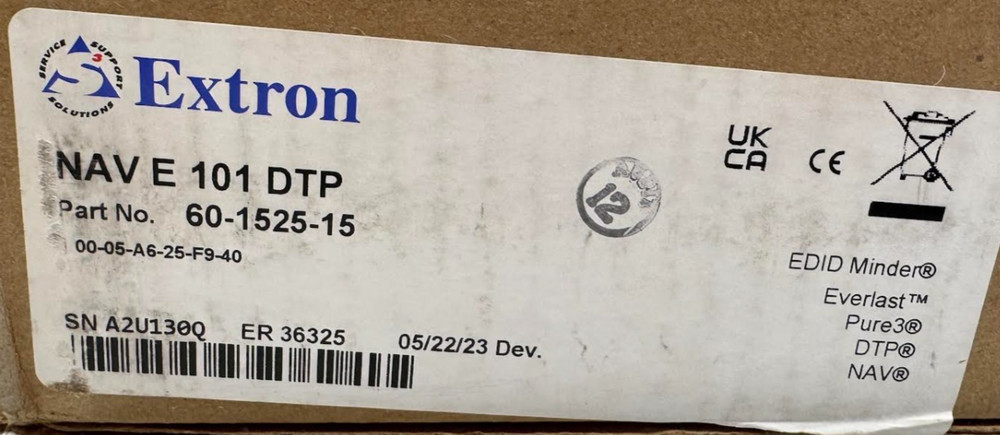 SERVICE SUPPORT SOLUTIONS
S3
Extron
NAV E 101 DTP
Part No. 60-1525-15
00-05-A6-25-F9-40
SN A2U130Q ER 36325 05/22/23 Dev.
12
UK
CA
CE
EDID Minder®
Everlast™
Pure3®
DTP®
NAV®